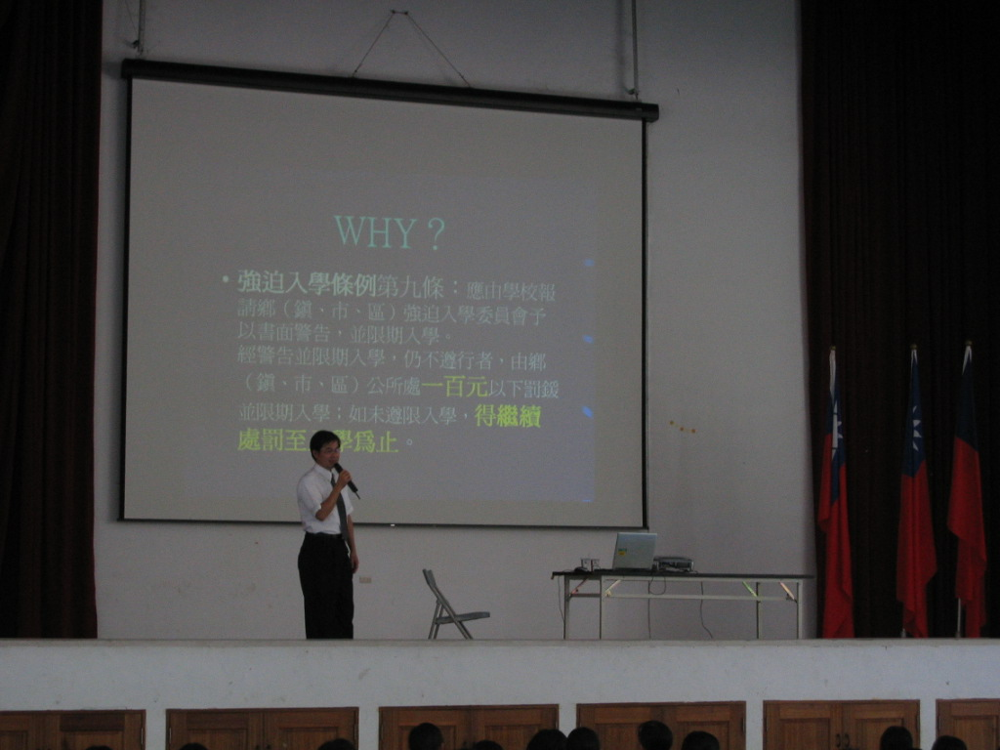 WHY？
• 強迫入學條例第九條：應由學校報
請鄉（鎮、市、區）強迫入學委員會予
以書面警告，並限期入學。
經警告並限期入學，仍不遵行者，由鄉
（鎮、市、區）公所處一百元以下罰鍰
並限期入學；如未遵限入學，得繼續
處罰至 學為止。